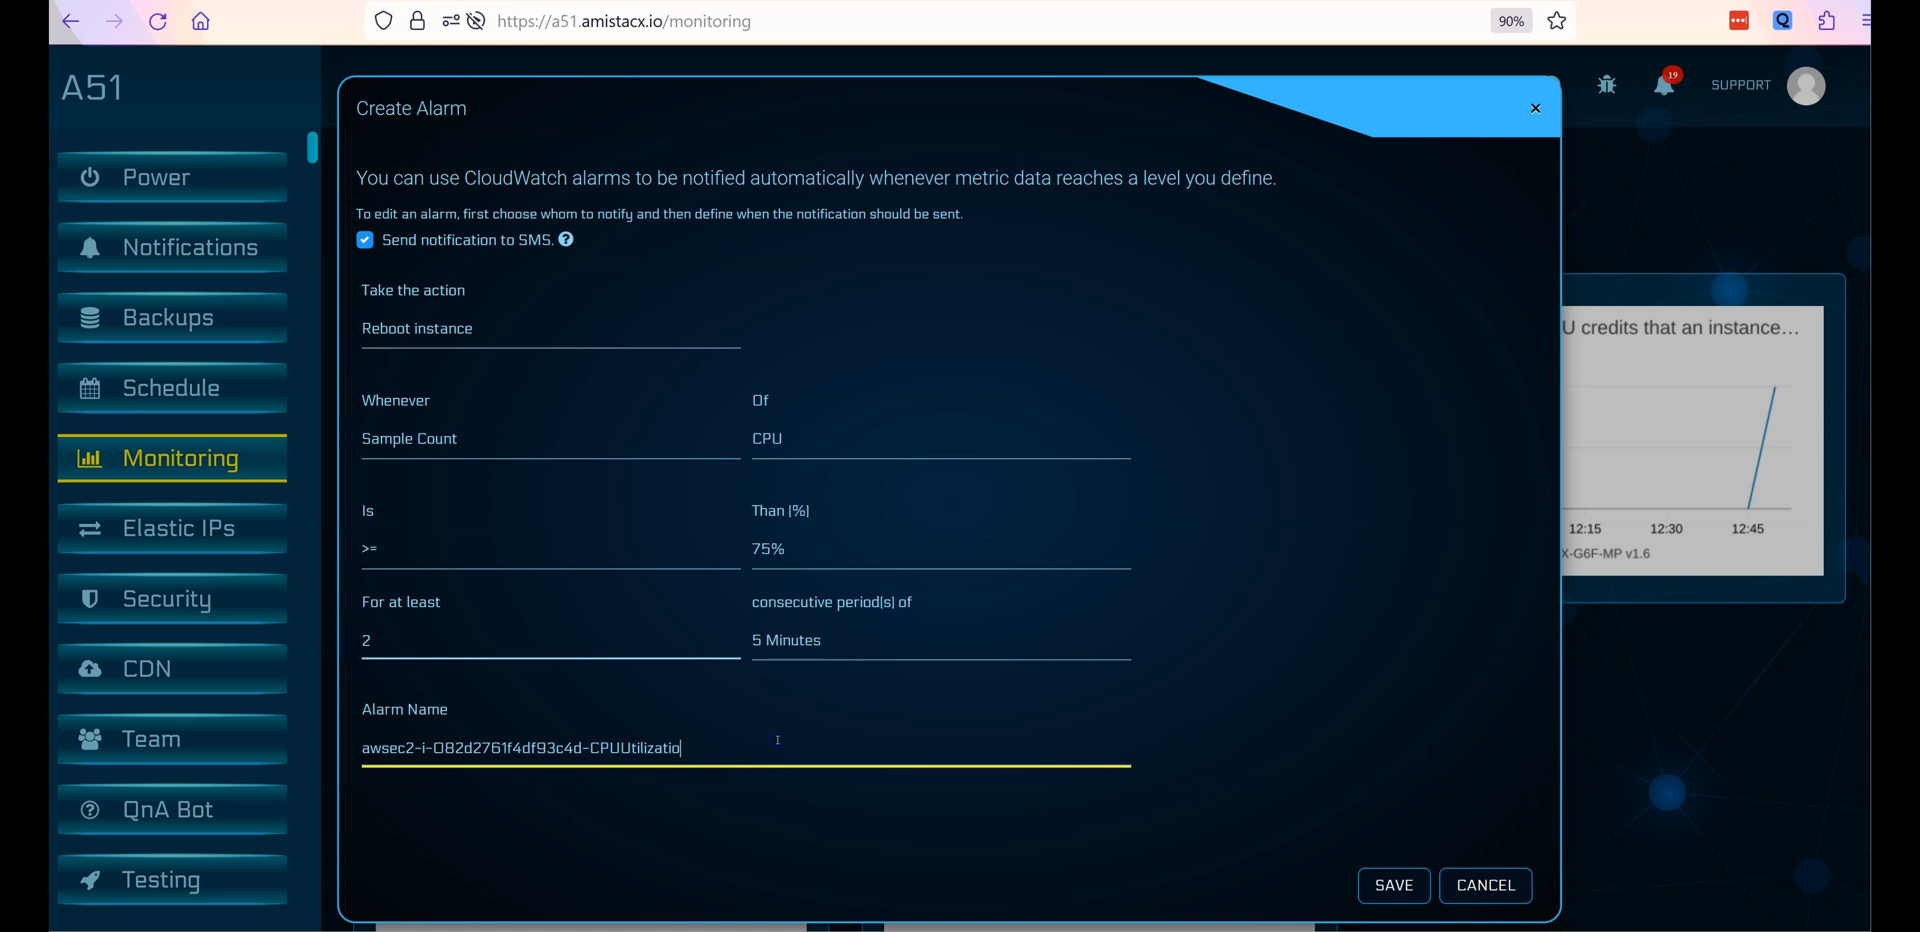 https://a51.amistacx.io/monitoring
90%
Q
A51
19
SUPPORT
Power
Notifications
Backups
Schedule
Monitoring
Elastic IPs
Security
CDN
Team
QnA Bot
Testing
Create Alarm
You can use CloudWatch alarms to be notified automatically whenever metric data reaches a level you define.
To edit an alarm, first choose whom to notify and then define when the notification should be sent.
Send notification to SMS.
Take the action
Reboot instance
Whenever
Of
Sample Count
CPU
Is
Than (%)
>=
75%
For at least
consecutive period(s) of
2
5 Minutes
Alarm Name
awsec2-i-082d2761f4df93c4d-CPUUtilizatio
SAVE
CANCEL
U credits that an instance...
12:15
12:30
12:45
X-G6F-MP v1.6